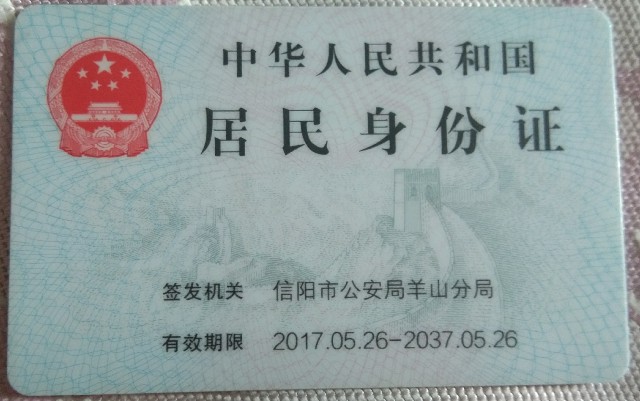 中华人民共和国
居民身份证
签发机关 信阳市公安局羊山分局
有效期限 2017.05.26-2037.05.26